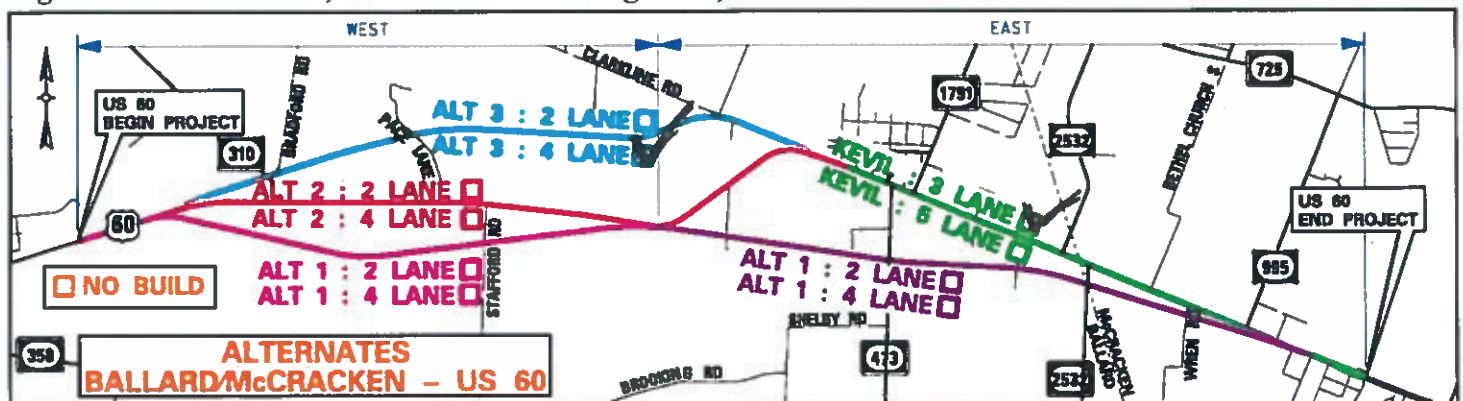 WEST
EAST
US 60
BEGIN PROJECT
310
BRADFORD RD
PACE LANE
CLARKLINE RD
ALT 3 : 2 LANE
ALT 3 : 4 LANE
1791
725
2532
BETHEL CHURCH
KEVIL : 3 LANE
KEVIL : 5 LANE
US 60
END PROJECT
60
ALT 2 : 2 LANE
ALT 2 : 4 LANE
STAFFORD RD
NO BUILD
ALT 1 : 2 LANE
ALT 1 : 4 LANE
ALT 1 : 2 LANE
ALT 1 : 4 LANE
995
358
ALTERNATES
BALLARD/McCRACKEN - US 60
SHELBY RD
473
BROOKING RD
2532
McCRACKEN
BALLARD
WREN